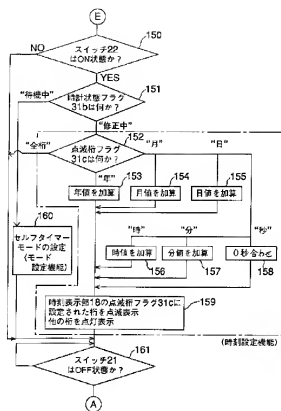 E
スイッチ22
はON状態か?
150
NO
YES
151
"待機中"
時計状態フラグ
31bは何か?
"修正中"
152
"全桁"
点滅桁フラグ
31cは何か?
"月"
"日"
"年"
153
154
155
年値を加算
月値を加算
日値を加算
160
セルフタイマー
モードの設定
(モード
設定機能)
"時"
"分"
"秒"
時値を加算
分値を加算
0秒合わせ
156
157
158
時刻表示部18の点滅桁フラグ31cに
設定された桁を点滅表示
他の桁を点灯表示
159
(時刻設定機能)
161
スイッチ21
はOFF状態か?
A